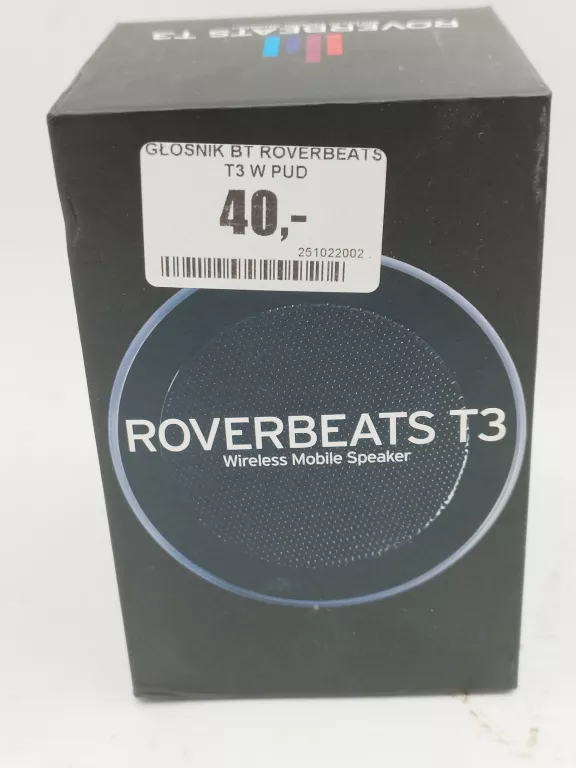 ROVERBEATS T3
GŁOSNIK BT ROVERBEATS
T3 W PUD
40,-
251022002
ROVERBEATS T3
Wireless Mobile Speaker